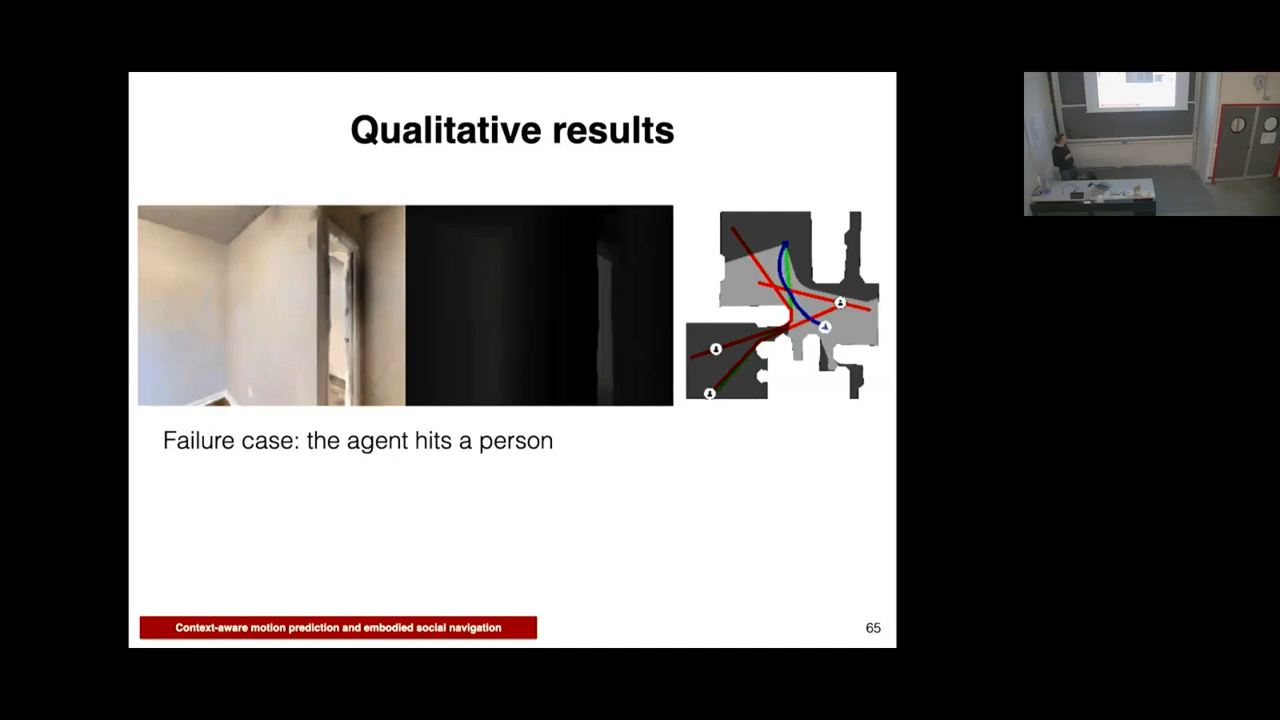 Qualitative results
Failure case: the agent hits a person
Context-aware motion prediction and embodied social navigation
65